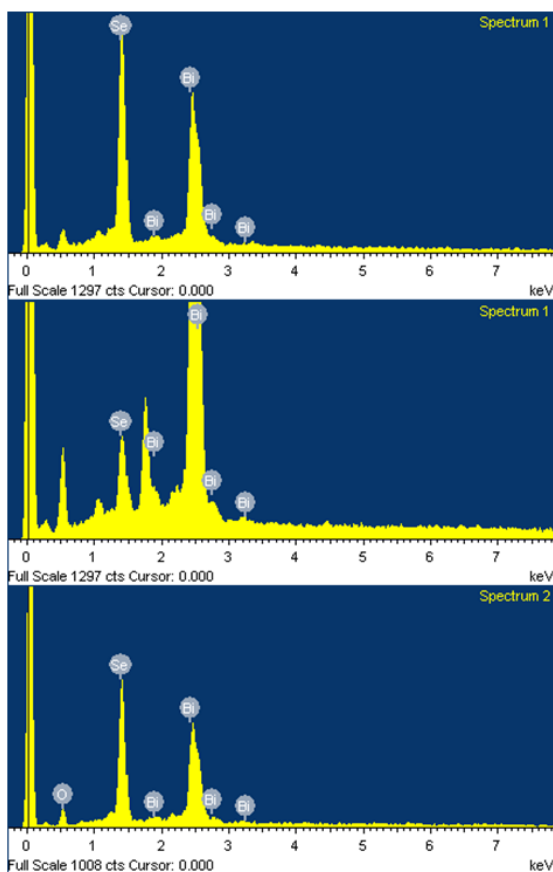 Spectrum 1
Se
Bi
Bi
Bi
Bi
0 1 2 3 4 5 6 7
Full Scale 1297 cts Cursor: 0.000 keV
Spectrum 1
Bi
Se
Bi
Bi
Bi
0 1 2 3 4 5 6 7
Full Scale 1297 cts Cursor: 0.000 keV
Spectrum 2
Se
Bi
O
Bi
Bi
Bi
0 1 2 3 4 5 6 7
Full Scale 1008 cts Cursor: 0.000 keV